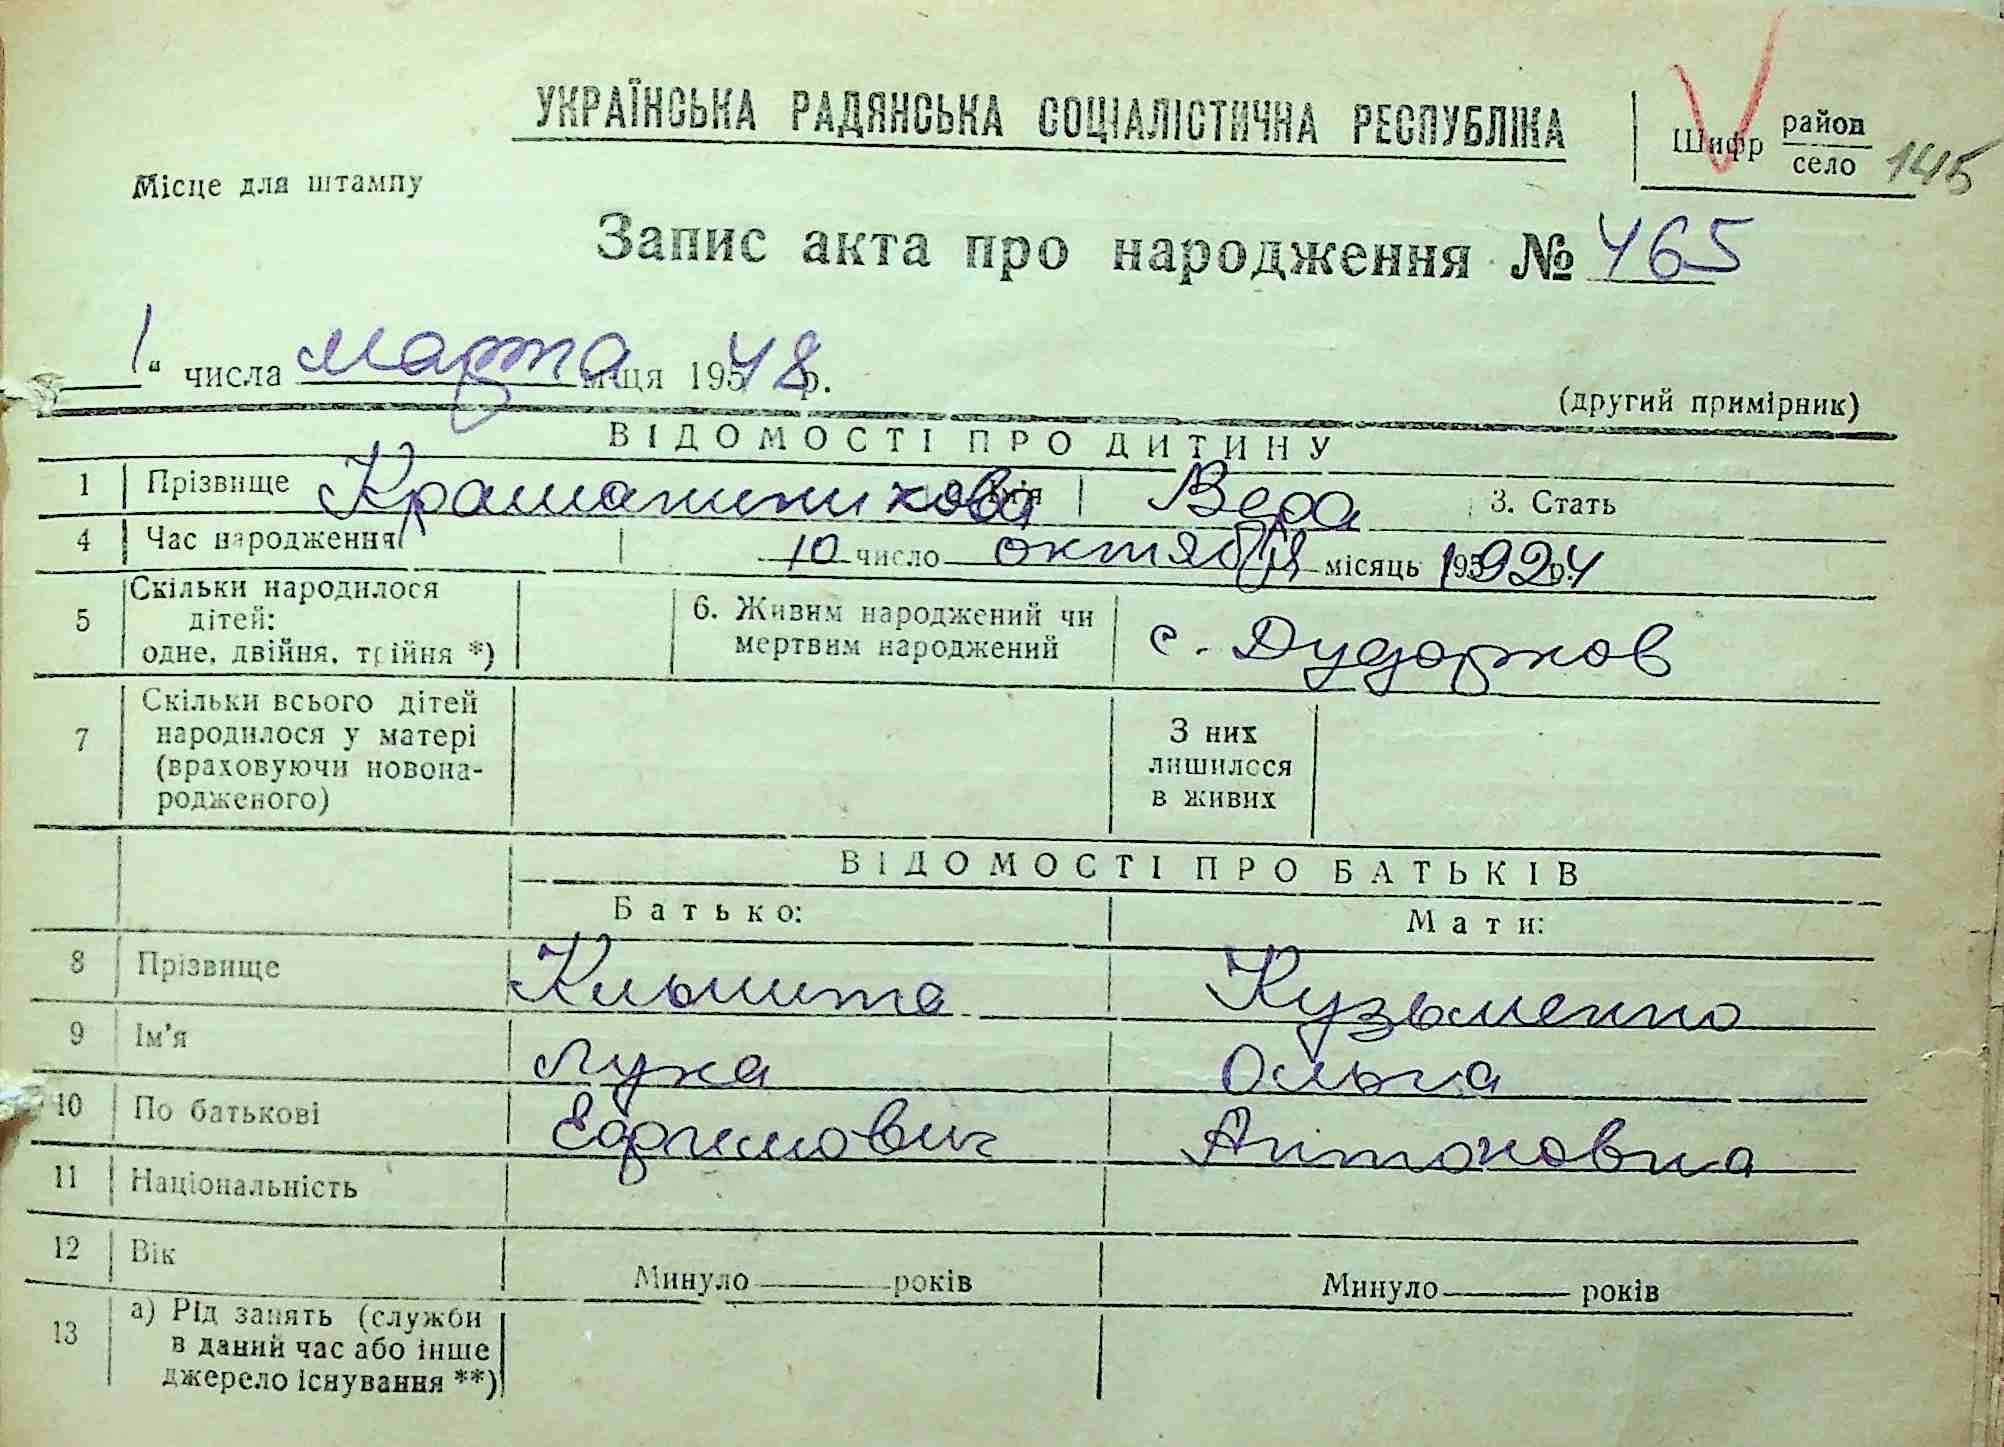 УКРАЇНСЬКА РАДЯНСЬКА СОЦІАЛІСТИЧНА РЕСПУБЛІКА
Шифр район село 145
Місце для штампу
Запис акта про народження № 465
1 " числа марта місця 1948 р.
(другий примірник)
ВІДОМОСТІ ПРО ДИТИНУ
1 Прізвище 2. Ім'я Вера 3. Стать
4 Час народження 10 число октября місяць 1924 р.
5 Скільки народилося дітей: одне, двійня, трійня *) 6. Живим народжений чи мертвим народжений с. Дударков
7 Скільки всього дітей народилося у матері (враховуючи новона-родженого) З них лишилося в живих
ВІДОМОСТІ ПРО БАТЬКІВ
Батько: Мати:
8 Прізвище Кузьменко
9 Ім'я Лука Ольга
10 По батькові Ефимович Антоновна
11 Національність
12 Вік Минуло років Минуло років
13 а) Рід занять (служби в даний час або інше джерело існування **)